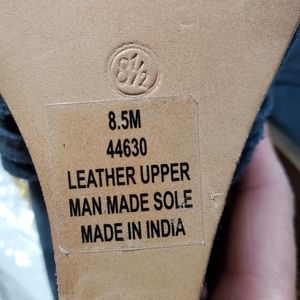 8½
8.5M
44630
LEATHER UPPER
MAN MADE SOLE
MADE IN INDIA